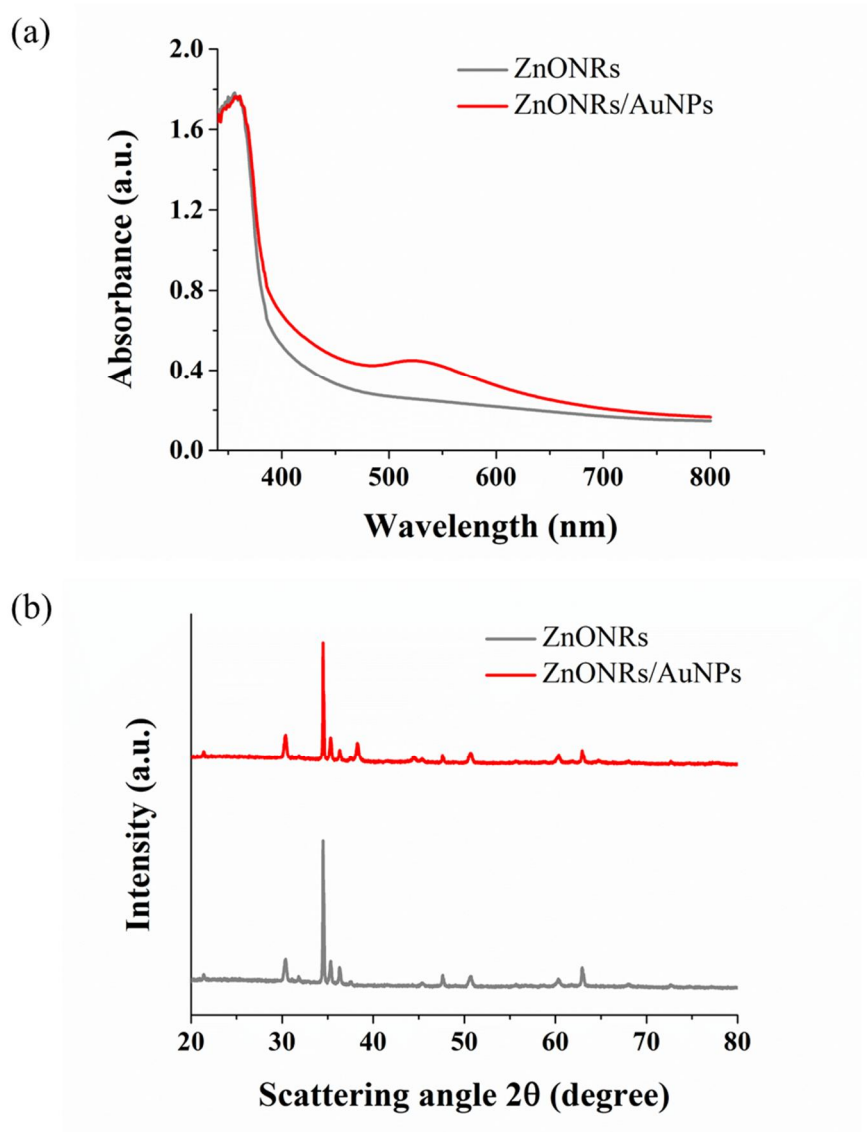 (a)
2.0
1.6
1.2
0.8
0.4
0.0
Absorbance (a.u.)
ZnONRs
ZnONRs/AuNPs
400 500 600 700 800
Wavelength (nm)
(b)
Intensity (a.u.)
ZnONRs
ZnONRs/AuNPs
20 30 40 50 60 70 80
Scattering angle 2θ (degree)